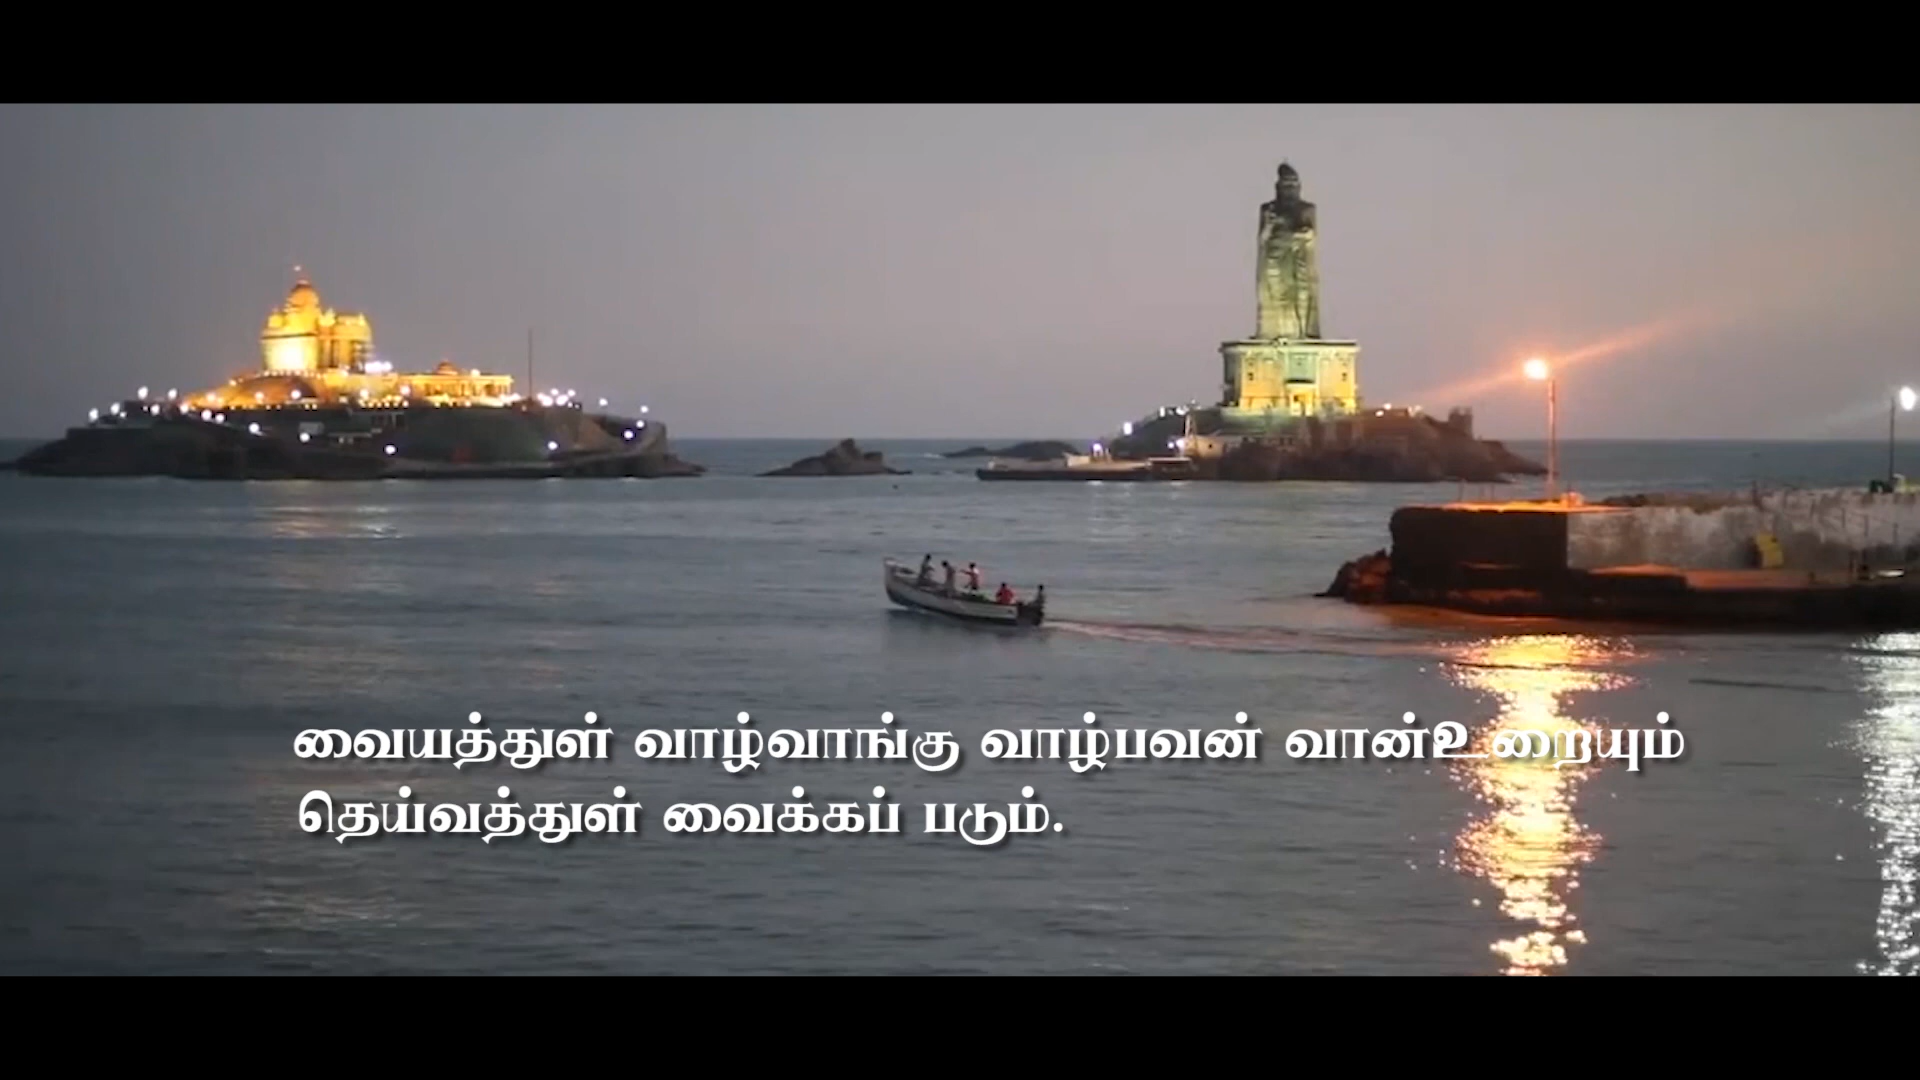 வையத்துள் வாழ்வாங்கு வாழ்பவன் வான்உறையும்
தெய்வத்துள் வைக்கப் படும்.